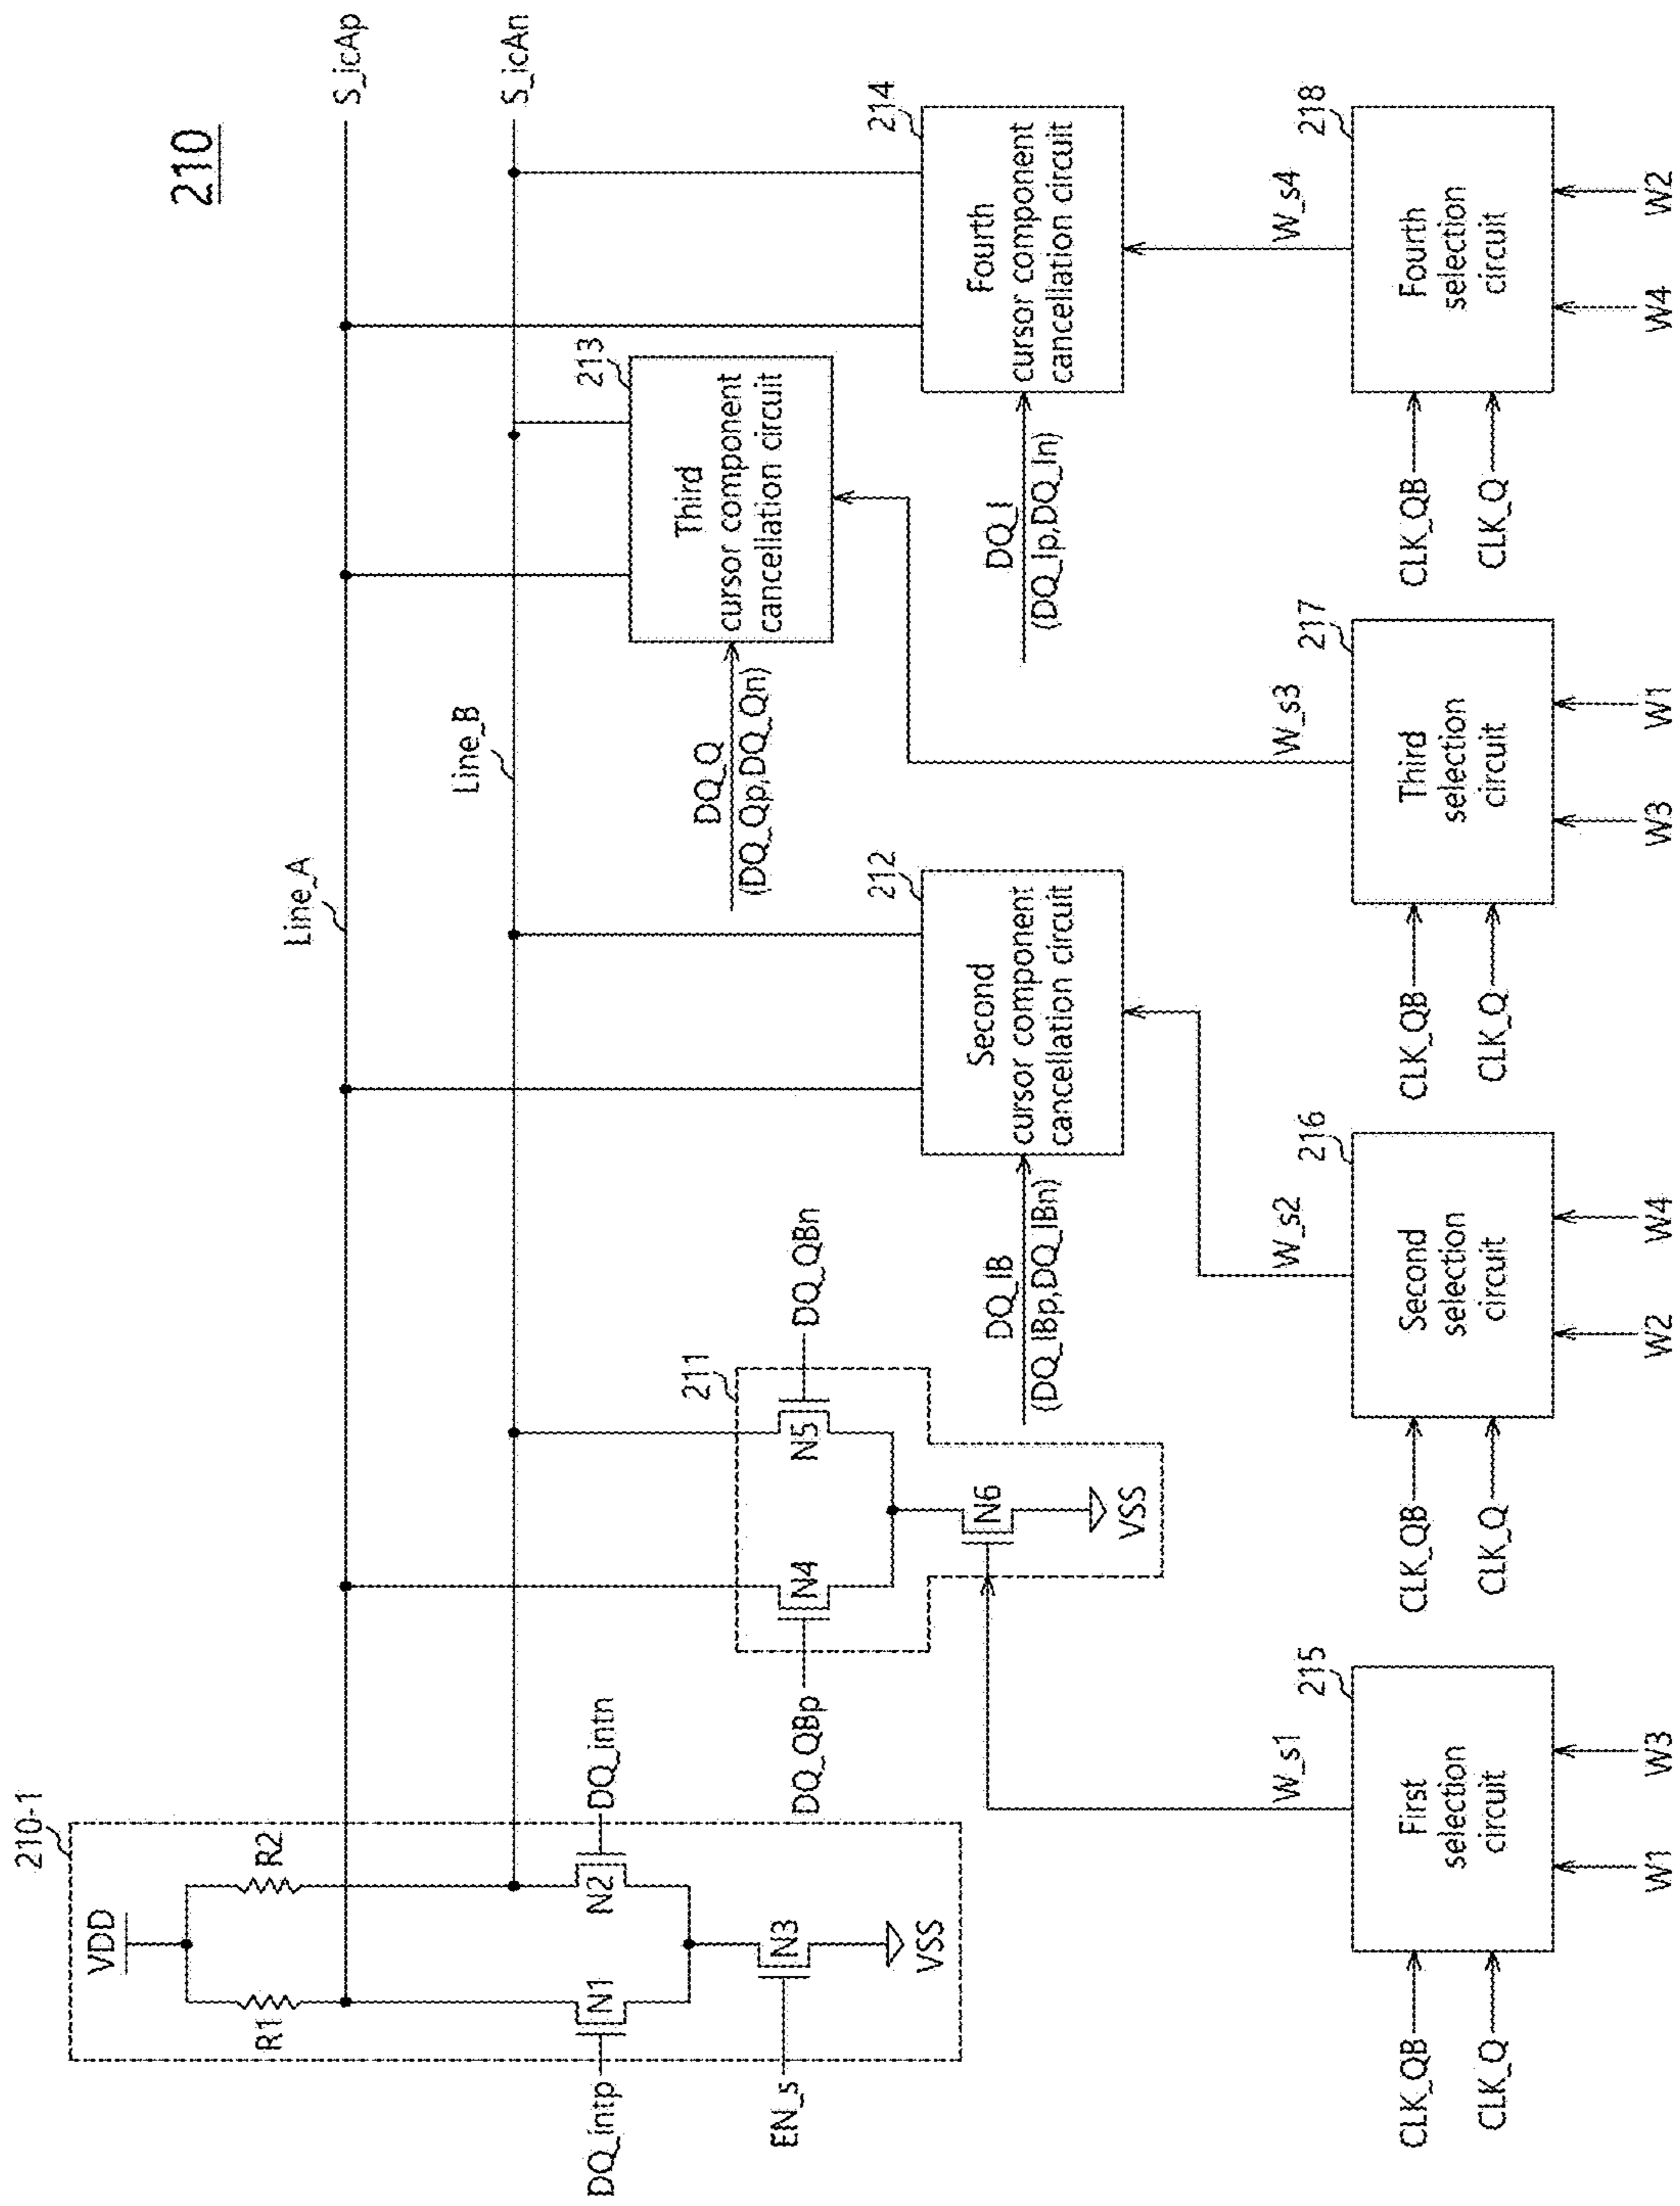 210
210-1
VDD
R1
R2
S_icAp
Line_A
S_icAn
Line_B
DQ_intp
N1
N2
DQ_intn
EN_s
N3
VSS
211
DQ_QBp
N4
N5
DQ_QBn
N6
VSS
DQ_IB
(DQ_IBp,DQ_IBn)
212
Second
cursor component
cancellation circuit
DQ_Q
(DQ_Qp,DQ_Qn)
213
Third
cursor component
cancellation circuit
DQ_I
(DQ_Ip,DQ_In)
214
Fourth
cursor component
cancellation circuit
W_s1
215
CLK_QB
CLK_Q
First
selection
circuit
W1
W3
W_s2
216
CLK_QB
CLK_Q
Second
selection
circuit
W2
W4
W_s3
217
CLK_QB
CLK_Q
Third
selection
circuit
W3
W1
W_s4
218
CLK_QB
CLK_Q
Fourth
selection
circuit
W4
W2